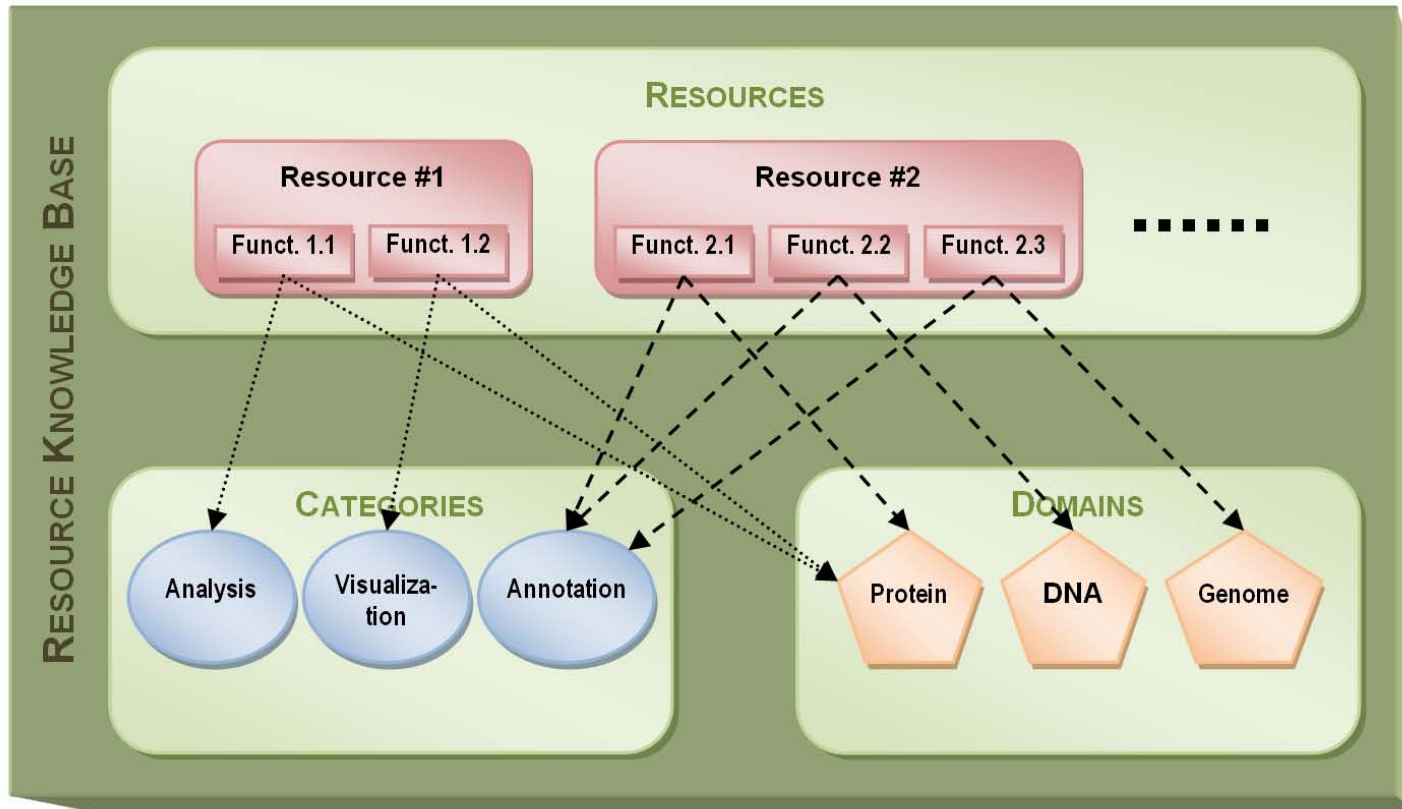 RESOURCE KNOWLEDGE BASE
RESOURCES
Resource #1
Funct. 1.1
Funct. 1.2
Resource #2
Funct. 2.1
Funct. 2.2
Funct. 2.3
CATEGORIES
Analysis
Visualiza-
tion
Annotation
DOMAINS
Protein
DNA
Genome